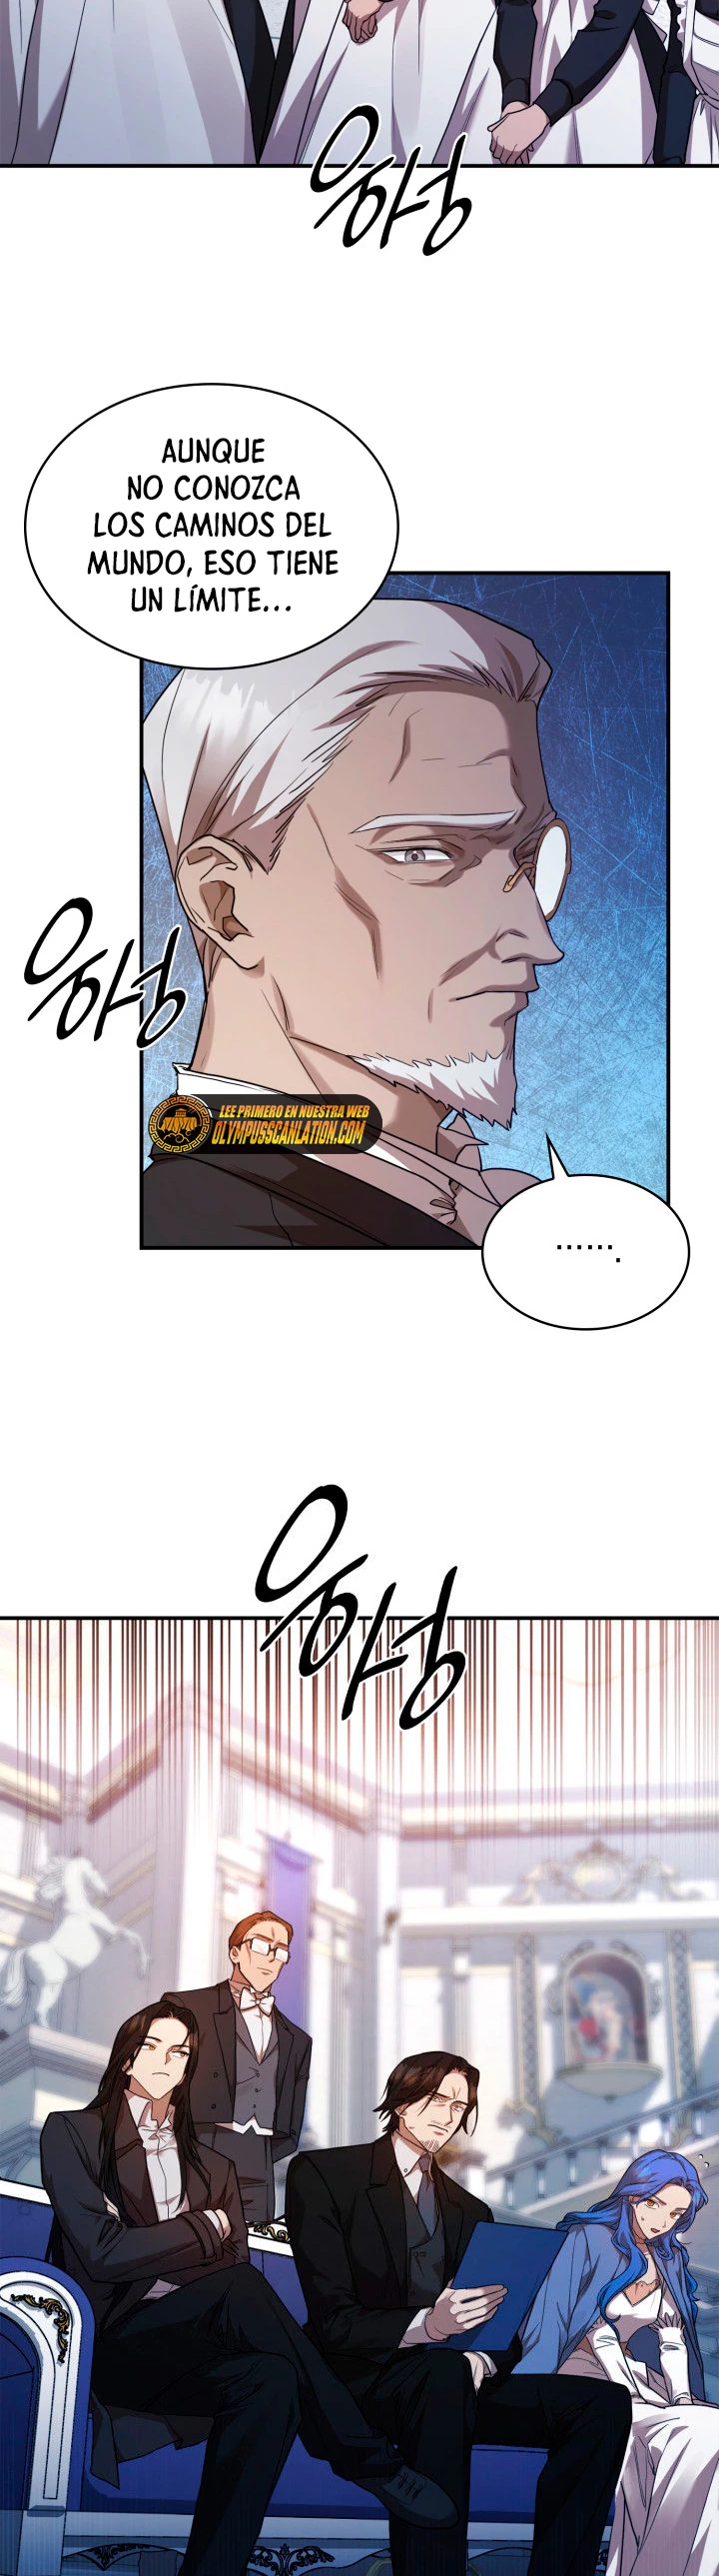 웅성
AUNQUE
NO CONOZCA
LOS CAMINOS DEL
MUNDO, ESO TIENE
UN LÍMITE...
웅성
LEE PRIMERO EN NUESTRA WEB
OLYMPUSSCANLATION.COM
.......
웅성